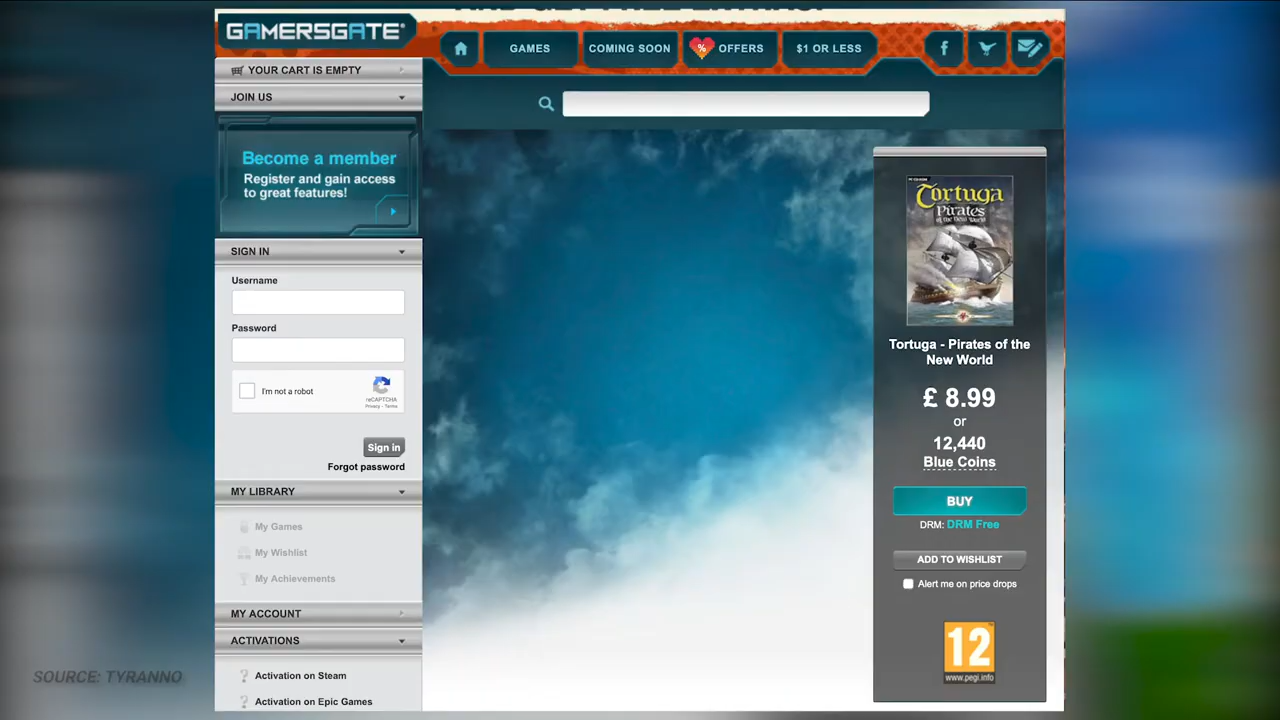 GAMERSGATE
GAMES
COMING SOON
% OFFERS
$1 OR LESS
YOUR CART IS EMPTY
JOIN US
Become a member
Register and gain access
to great features!
SIGN IN
Username
Password
I'm not a robot
reCAPTCHA
Privacy - Terms
Sign in
Forgot password
MY LIBRARY
My Games
My Wishlist
My Achievements
MY ACCOUNT
ACTIVATIONS
? Activation on Steam
? Activation on Epic Games
Tortuga
Pirates
of the New World
Tortuga - Pirates of the
New World
£ 8.99
or
12,440
Blue Coins
BUY
DRM: DRM Free
ADD TO WISHLIST
Alert me on price drops
12
www.pegi.info
SOURCE: TYRANNO